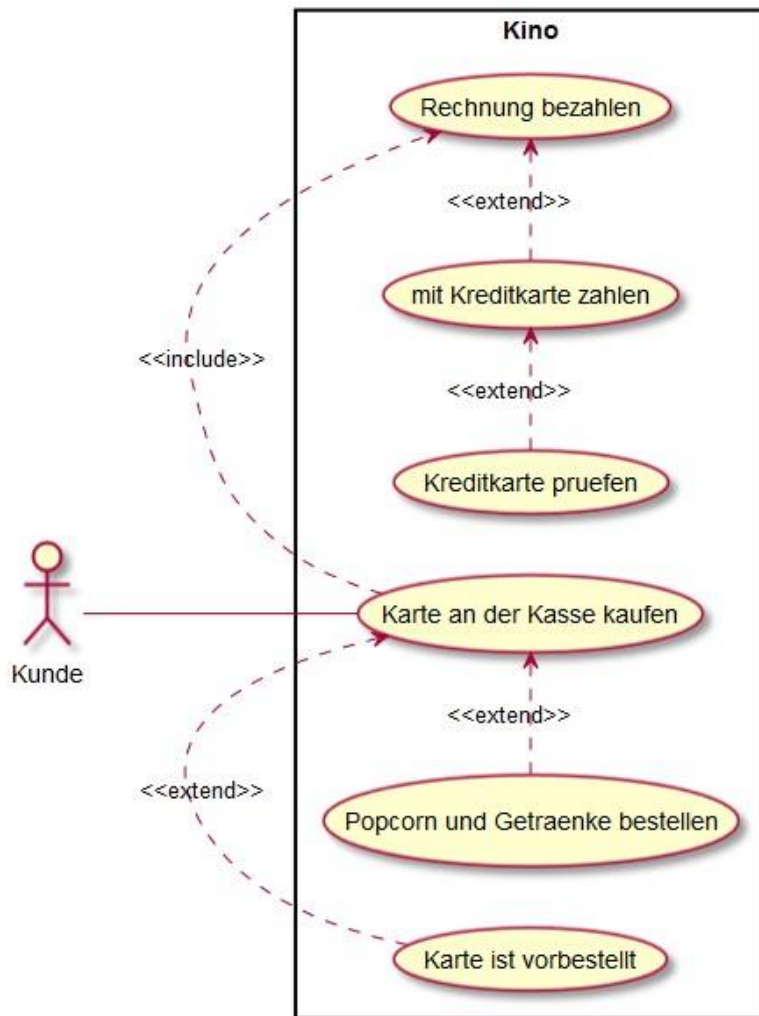 Kino
Rechnung bezahlen
<<extend>>
mit Kreditkarte zahlen
<<include>>
<<extend>>
Kreditkarte pruefen
Karte an der Kasse kaufen
Kunde
<<extend>>
<<extend>>
Popcorn und Getraenke bestellen
Karte ist vorbestellt